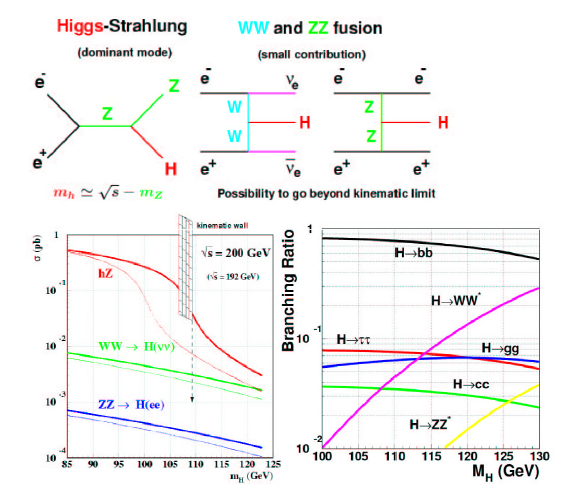 Higgs-Strahlung
(dominant mode)
WW and ZZ fusion
(small contribution)
e-
Z
Z
e+
H
e-
νe
W
H
W
e+
ν̄e
e-
e-
Z
H
Z
e+
e+
mh ≃ √s − mZ
Possibility to go beyond kinematic limit
σ (pb)
1
10-1
10-2
10-3
10-4
kinematic wall
√s = 200 GeV
(√s = 192 GeV)
hZ
WW → H(νν)
ZZ → H(ee)
85 90 95 100 105 110 115 120 125
mH (GeV)
Branching Ratio
1
10-1
10-2
H→bb
H→WW*
H→ττ
H→gg
H→cc
H→ZZ*
100 105 110 115 120 125 130
MH (GeV)